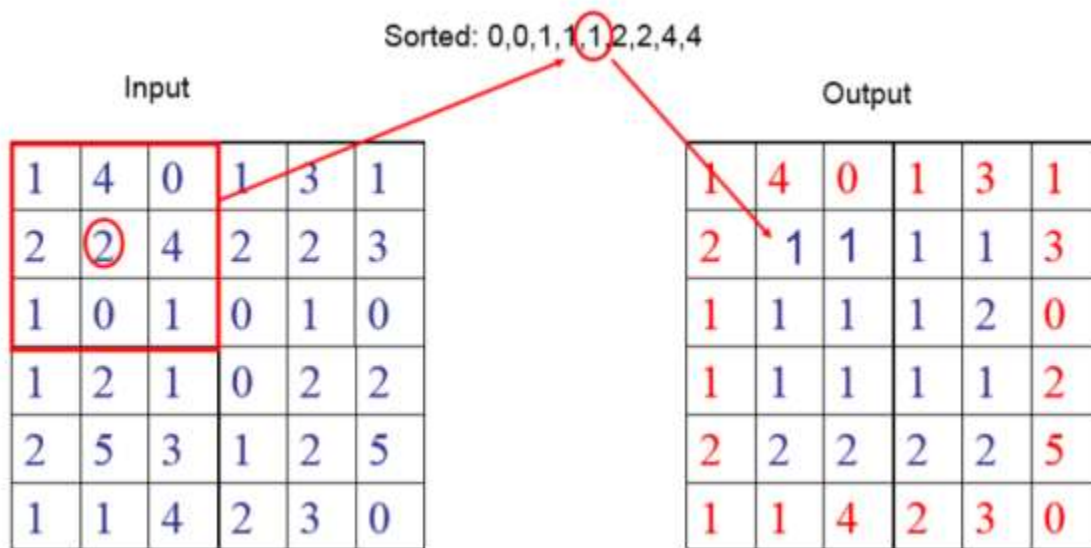 Sorted: 0,0,1,1,1,2,2,4,4
Input
Output
1 4 0 1 3 1
2 2 4 2 2 3
1 0 1 0 1 0
1 2 1 0 2 2
2 5 3 1 2 5
1 1 4 2 3 0
1 4 0 1 3 1
2 1 1 1 1 3
1 1 1 1 2 0
1 1 1 1 1 2
2 2 2 2 2 5
1 1 4 2 3 0